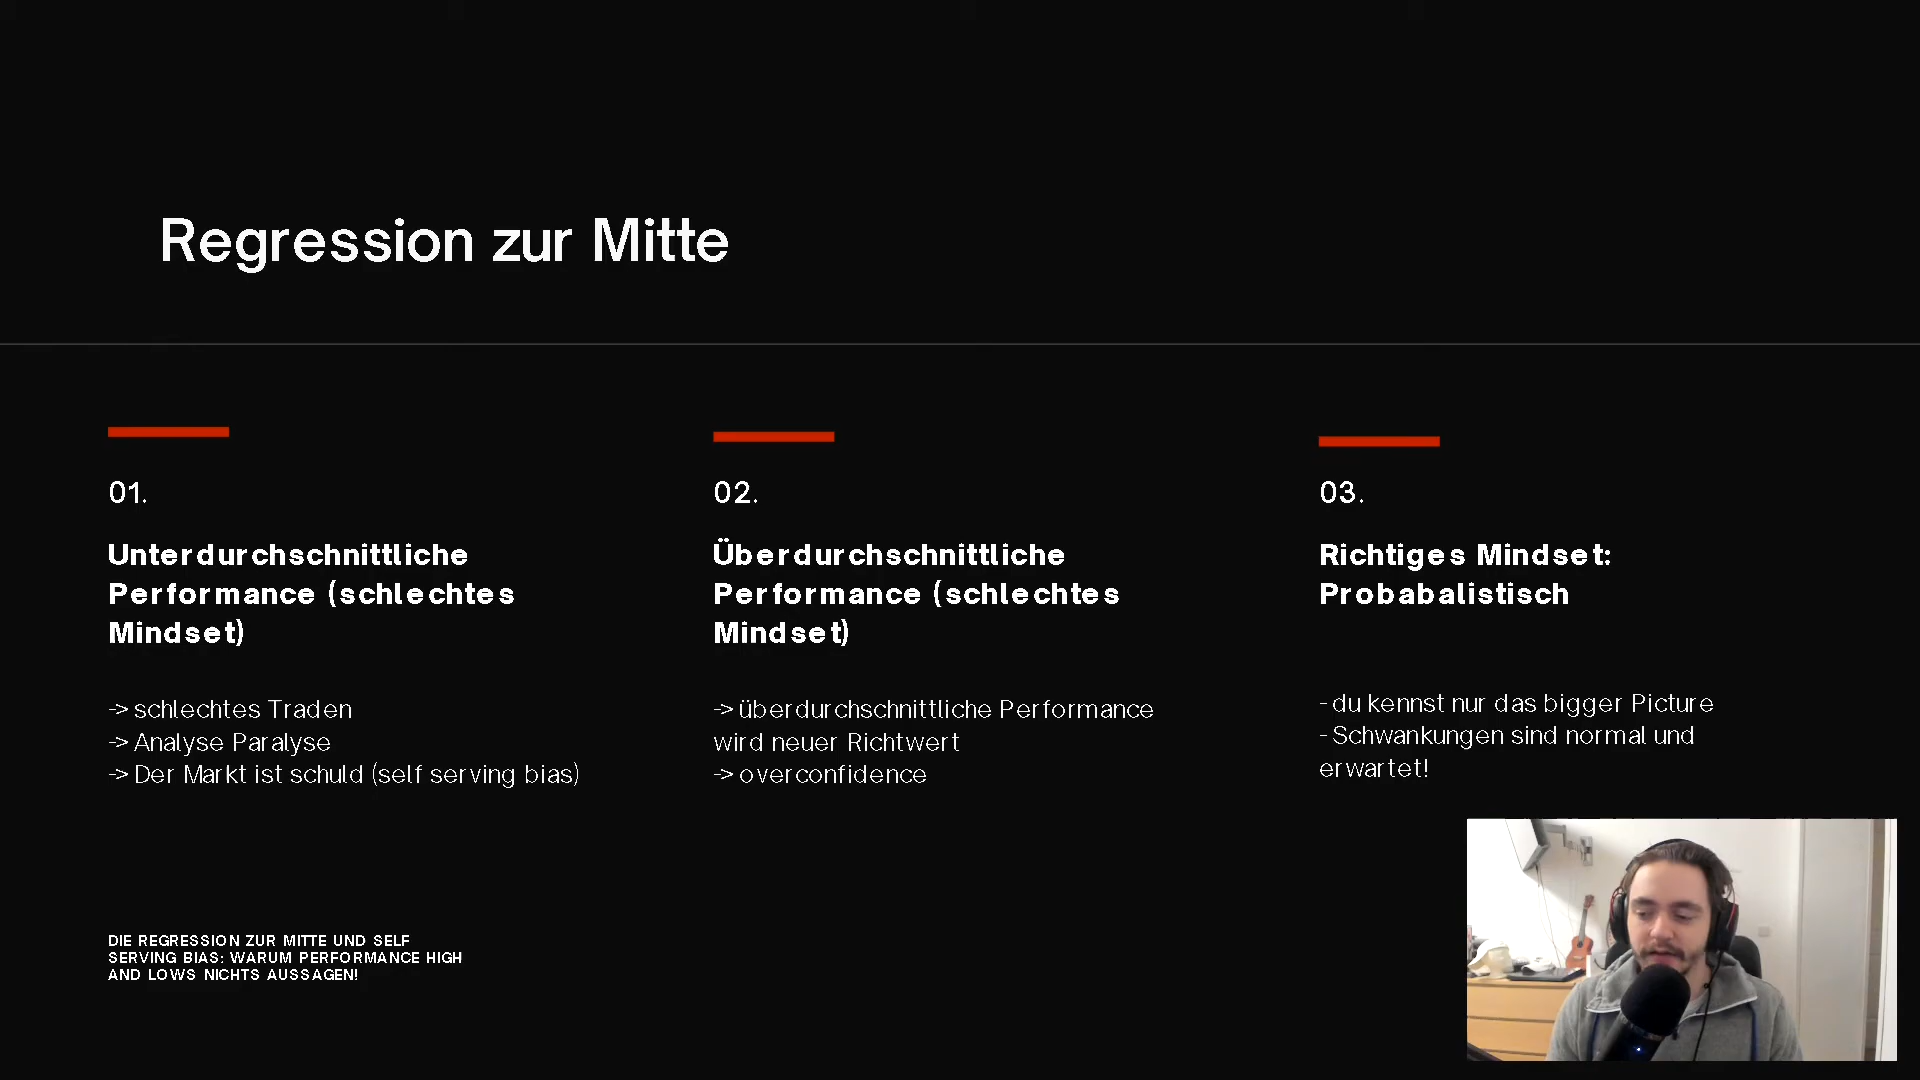 Regression zur Mitte
01.
Unterdurchschnittliche
Performance (schlechtes
Mindset)
-> schlechtes Traden
-> Analyse Paralyse
-> Der Markt ist schuld (self serving bias)
02.
Überdurchschnittliche
Performance (schlechtes
Mindset)
-> überdurchschnittliche Performance
wird neuer Richtwert
-> overconfidence
03.
Richtiges Mindset:
Probabalistisch
- du kennst nur das bigger Picture
- Schwankungen sind normal und
erwartet!
DIE REGRESSION ZUR MITTE UND SELF
SERVING BIAS: WARUM PERFORMANCE HIGH
AND LOWS NICHTS AUSSAGEN!